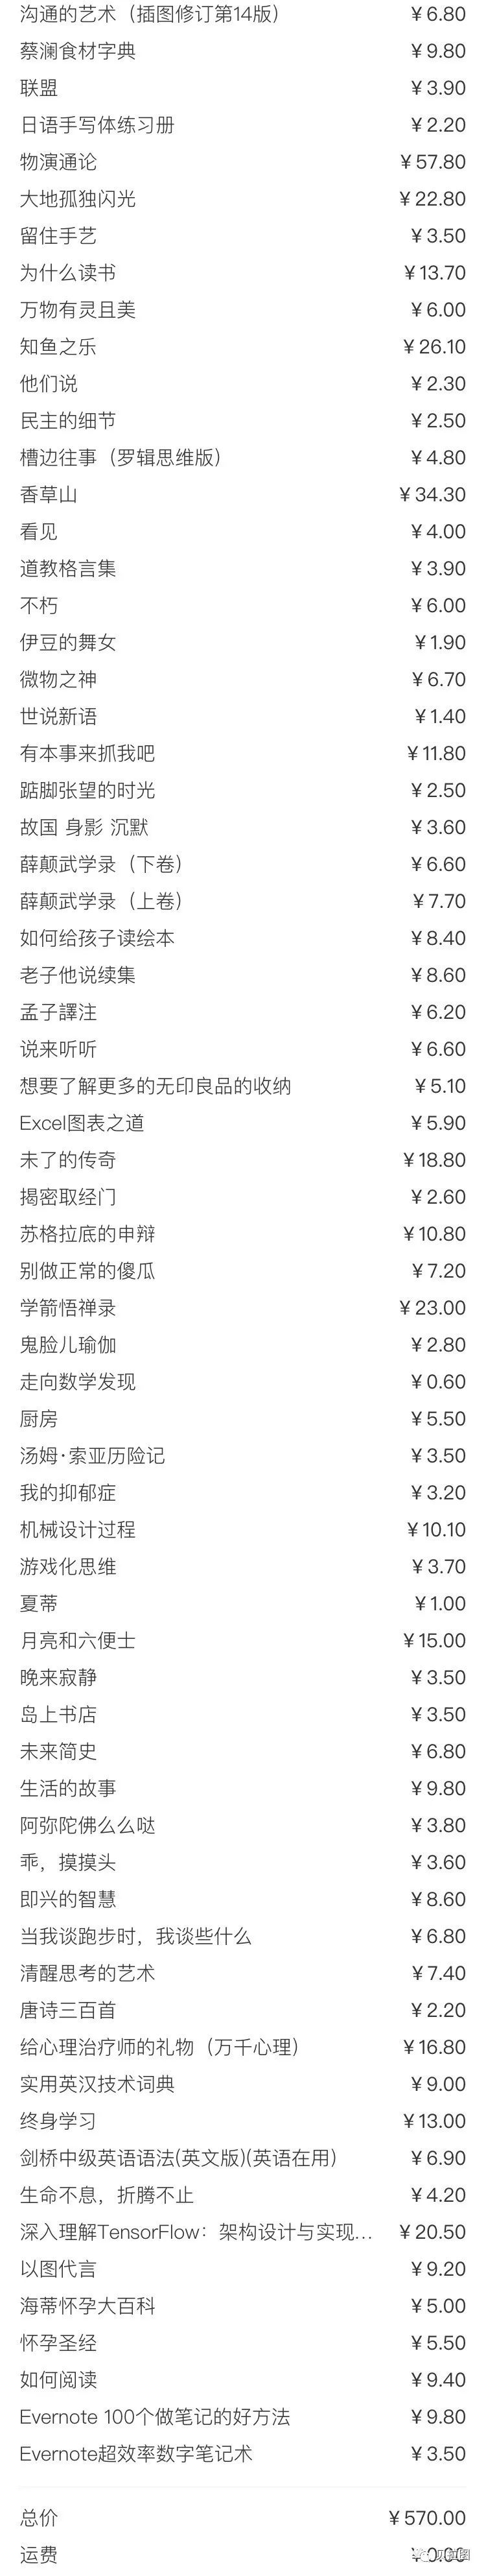 沟通的艺术（插图修订第14版） ￥6.80
蔡澜食材字典 ￥9.80
联盟 ￥3.90
日语手写体练习册 ￥2.20
物演通论 ￥57.80
大地孤独闪光 ￥22.80
留住手艺 ￥3.50
为什么读书 ￥13.70
万物有灵且美 ￥6.00
知鱼之乐 ￥26.10
他们说 ￥2.30
民主的细节 ￥2.50
槽边往事（罗辑思维版） ￥4.80
香草山 ￥34.30
看见 ￥4.00
道教格言集 ￥3.90
不朽 ￥6.00
伊豆的舞女 ￥1.90
微物之神 ￥6.70
世说新语 ￥1.40
有本事来抓我吧 ￥11.80
踮脚张望的时光 ￥2.50
故国 身影 沉默 ￥3.60
薛颠武学录（下卷） ￥6.60
薛颠武学录（上卷） ￥7.70
如何给孩子读绘本 ￥8.40
老子他说续集 ￥8.60
孟子譯注 ￥6.20
说来听听 ￥6.60
想要了解更多的无印良品的收纳 ￥5.10
Excel图表之道 ￥5.90
未了的传奇 ￥18.80
揭密取经门 ￥2.60
苏格拉底的申辩 ￥10.80
别做正常的傻瓜 ￥7.20
学箭悟禅录 ￥23.00
鬼脸儿瑜伽 ￥2.80
走向数学发现 ￥0.60
厨房 ￥5.50
汤姆·索亚历险记 ￥3.50
我的抑郁症 ￥3.20
机械设计过程 ￥10.10
游戏化思维 ￥3.70
夏蒂 ￥1.00
月亮和六便士 ￥15.00
晚来寂静 ￥3.50
岛上书店 ￥3.50
未来简史 ￥6.80
生活的故事 ￥9.80
阿弥陀佛么么哒 ￥3.80
乖，摸摸头 ￥3.60
即兴的智慧 ￥8.60
当我谈跑步时，我谈些什么 ￥6.80
清醒思考的艺术 ￥7.40
唐诗三百首 ￥2.20
给心理治疗师的礼物（万千心理） ￥16.80
实用英汉技术词典 ￥9.00
终身学习 ￥13.00
剑桥中级英语语法(英文版)(英语在用) ￥6.90
生命不息，折腾不止 ￥4.20
深入理解TensorFlow：架构设计与实现... ￥20.50
以图代言 ￥9.20
海蒂怀孕大百科 ￥5.00
怀孕圣经 ￥5.50
如何阅读 ￥9.40
Evernote 100个做笔记的好方法 ￥9.80
Evernote超效率数字笔记术 ￥3.50
总价 ￥570.00
运费 ￥0.00